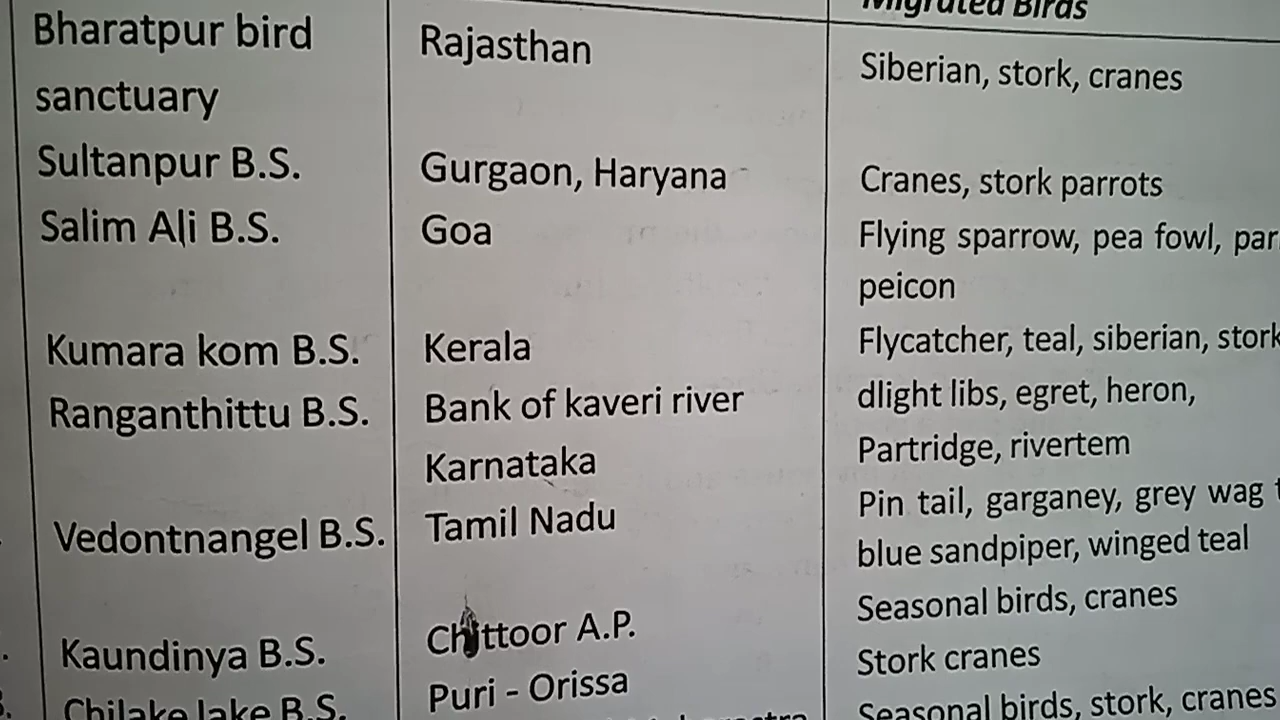 Migrated Birds
Bharatpur bird
sanctuary
Rajasthan
Siberian, stork, cranes
Sultanpur B.S.
Gurgaon, Haryana
Cranes, stork parrots
Salim Ali B.S.
Goa
Flying sparrow, pea fowl,
peicon
Kumara kom B.S.
Kerala
Flycatcher, teal, siberian, stork
Ranganthittu B.S.
Bank of kaveri river
Karnataka
dlight libs, egret, heron,
Partridge, rivertem
Vedontnangel B.S.
Tamil Nadu
Pin tail, garganey, grey wag
blue sandpiper, winged teal
Kaundinya B.S.
Chittoor A.P.
Seasonal birds, cranes
Stork cranes
Chilake lake B.S.
Puri - Orissa
Seasonal birds, stork, cranes